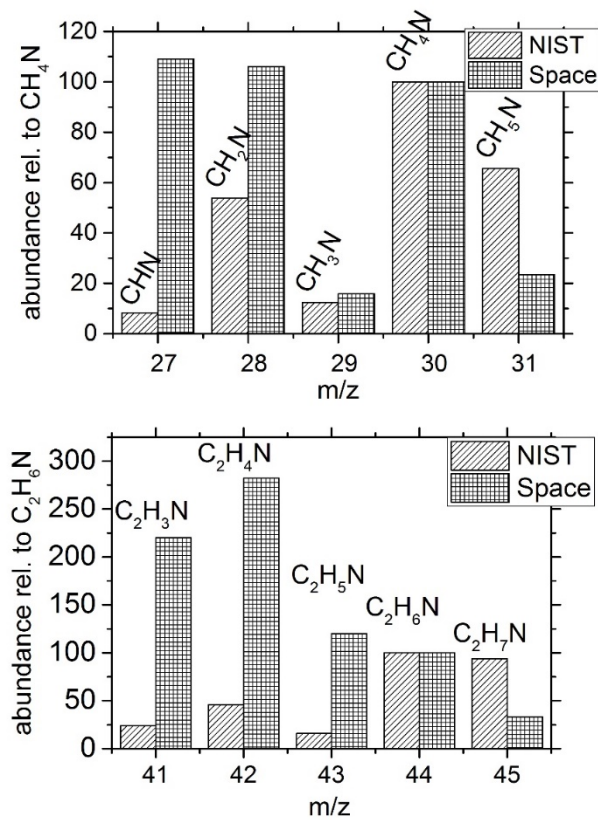 120
100
80
60
40
20
0
abundance rel. to CH₄N
CHN
CH₂N
CH₃N
CH₄N
CH₅N
NIST
Space
27 28 29 30 31
m/z
300
250
200
150
100
50
0
abundance rel. to C₂H₆N
C₂H₃N
C₂H₄N
C₂H₅N
C₂H₆N
C₂H₇N
NIST
Space
41 42 43 44 45
m/z